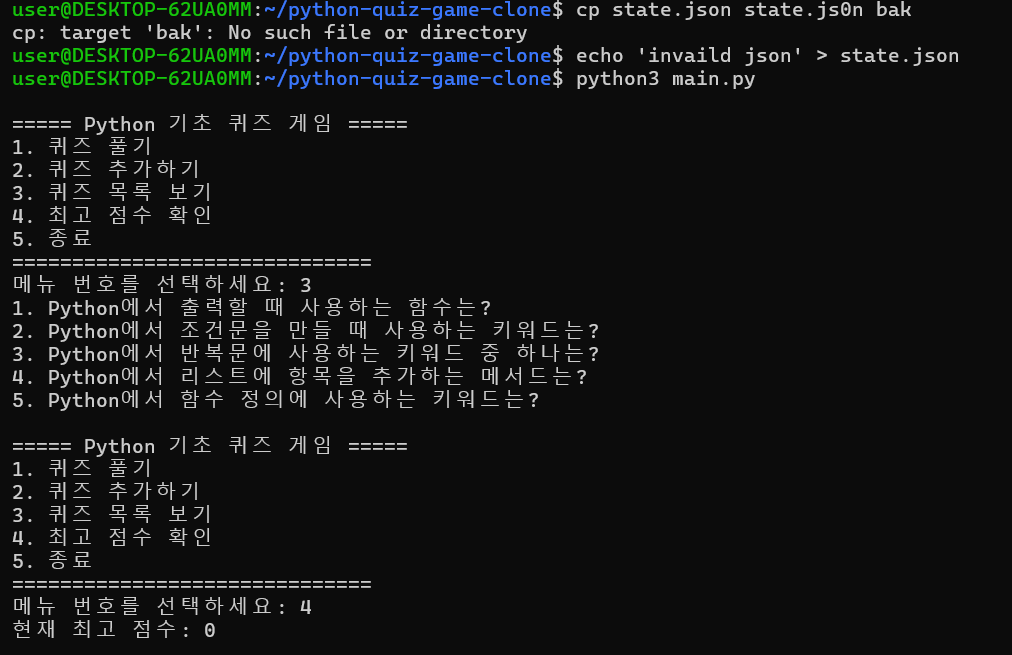 user@DESKTOP-62UA0MM:~/python-quiz-game-clone$ cp state.json state.js0n bak
cp: target 'bak': No such file or directory
user@DESKTOP-62UA0MM:~/python-quiz-game-clone$ echo 'invaild json' > state.json
user@DESKTOP-62UA0MM:~/python-quiz-game-clone$ python3 main.py
===== Python 기초 퀴즈 게임 =====
1. 퀴즈 풀기
2. 퀴즈 추가하기
3. 퀴즈 목록 보기
4. 최고 점수 확인
5. 종료
==============================
메뉴 번호를 선택하세요: 3
1. Python에서 출력할 때 사용하는 함수는?
2. Python에서 조건문을 만들 때 사용하는 키워드는?
3. Python에서 반복문에 사용하는 키워드 중 하나는?
4. Python에서 리스트에 항목을 추가하는 메서드는?
5. Python에서 함수 정의에 사용하는 키워드는?
===== Python 기초 퀴즈 게임 =====
1. 퀴즈 풀기
2. 퀴즈 추가하기
3. 퀴즈 목록 보기
4. 최고 점수 확인
5. 종료
==============================
메뉴 번호를 선택하세요: 4
현재 최고 점수: 0